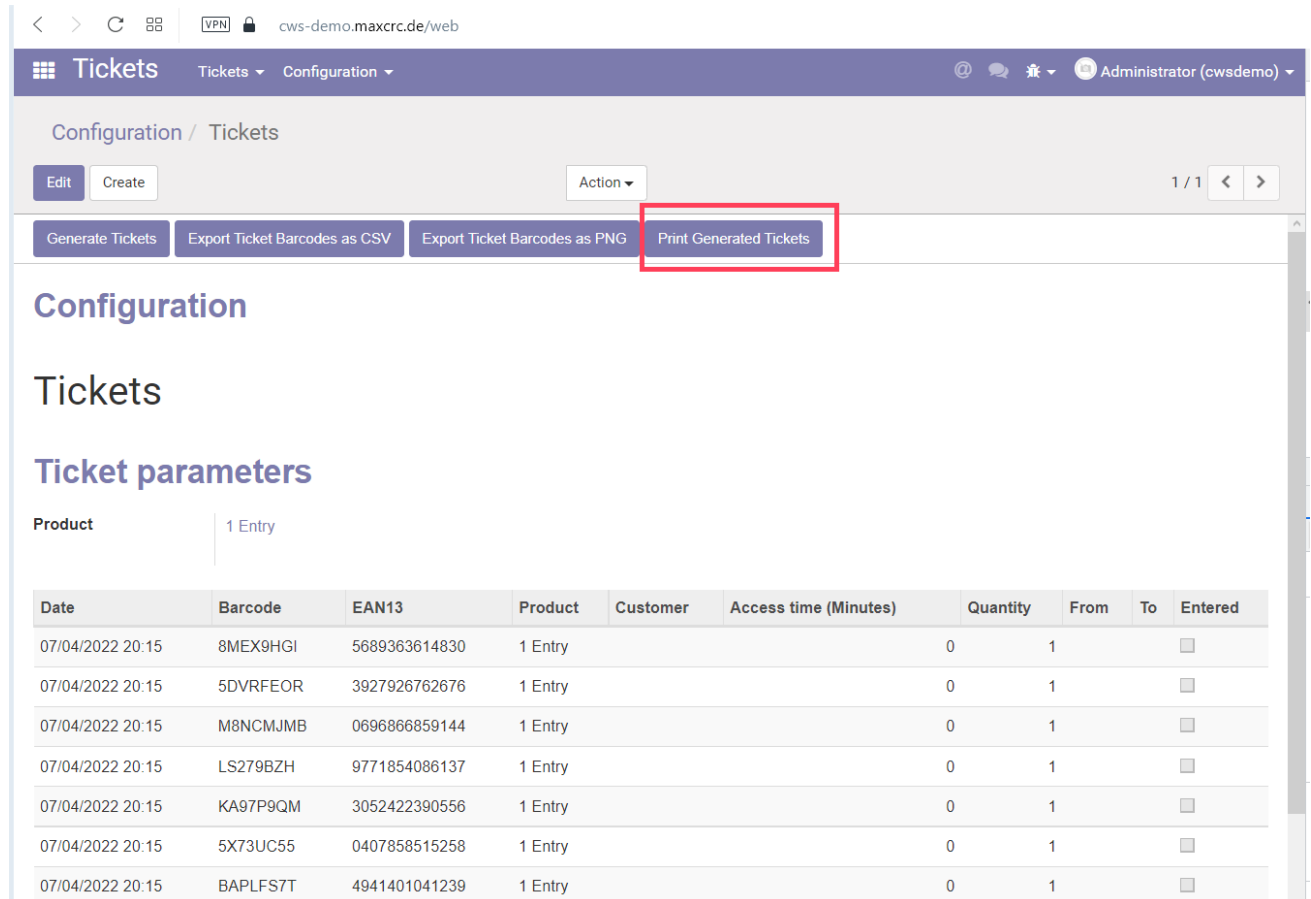 VPN cws-demo.maxcrc.de/web
Tickets Tickets Configuration @ Administrator (cwsdemo)
Configuration / Tickets
Edit Create Action 1 / 1
Generate Tickets Export Ticket Barcodes as CSV Export Ticket Barcodes as PNG Print Generated Tickets
Configuration
Tickets
Ticket parameters
Product 1 Entry
Date Barcode EAN13 Product Customer Access time (Minutes) Quantity From To Entered
07/04/2022 20:15 8MEX9HGI 5689363614830 1 Entry 0 1
07/04/2022 20:15 5DVRFEOR 3927926762676 1 Entry 0 1
07/04/2022 20:15 M8NCMJMB 0696866859144 1 Entry 0 1
07/04/2022 20:15 LS279BZH 9771854086137 1 Entry 0 1
07/04/2022 20:15 KA97P9QM 3052422390556 1 Entry 0 1
07/04/2022 20:15 5X73UC55 0407858515258 1 Entry 0 1
07/04/2022 20:15 BAPLFS7T 4941401041239 1 Entry 0 1